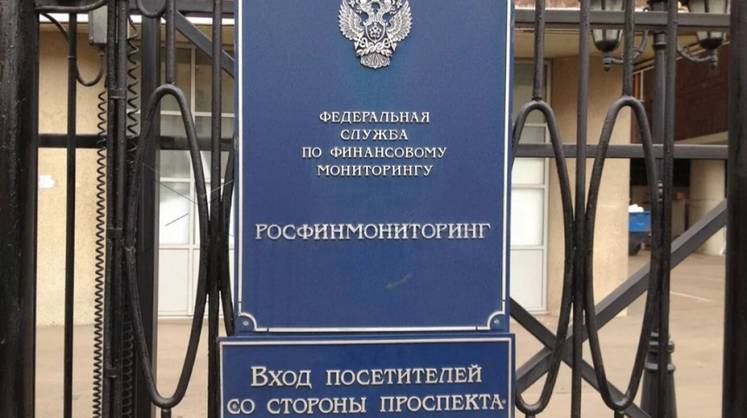 ФЕДЕРАЛЬНАЯ
СЛУЖБА
ПО ФИНАНСОВОМУ
МОНИТОРИНГУ
РОСФИНМОНИТОРИНГ
ВХОД ПОСЕТИТЕЛЕЙ
СО СТОРОНЫ ПРОСПЕКТА